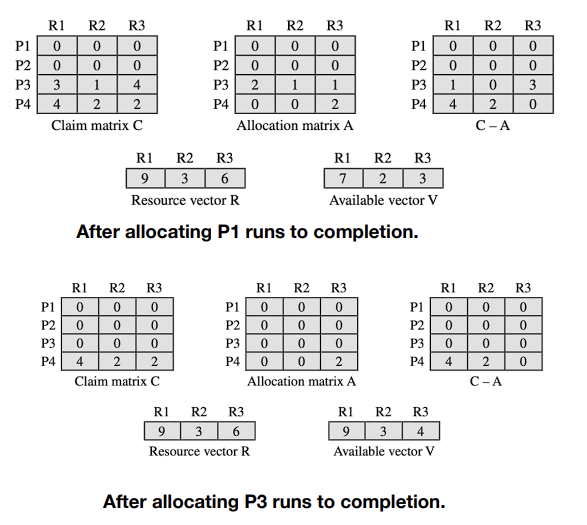 R1 R2 R3 R1 R2 R3 R1 R2 R3
P1 0 0 0 P1 0 0 0 P1 0 0 0
P2 0 0 0 P2 0 0 0 P2 0 0 0
P3 3 1 4 P3 2 1 1 P3 1 0 3
P4 4 2 2 P4 0 0 2 P4 4 2 0
Claim matrix C Allocation matrix A C – A
R1 R2 R3 R1 R2 R3
9 3 6 7 2 3
Resource vector R Available vector V
After allocating P1 runs to completion.
R1 R2 R3 R1 R2 R3 R1 R2 R3
P1 0 0 0 P1 0 0 0 P1 0 0 0
P2 0 0 0 P2 0 0 0 P2 0 0 0
P3 0 0 0 P3 0 0 0 P3 0 0 0
P4 4 2 2 P4 0 0 2 P4 4 2 0
Claim matrix C Allocation matrix A C – A
R1 R2 R3 R1 R2 R3
9 3 6 9 3 4
Resource vector R Available vector V
After allocating P3 runs to completion.